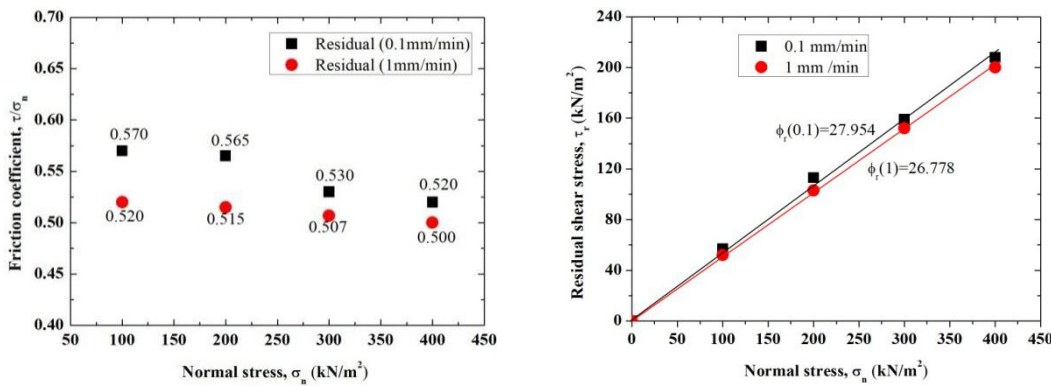 0.70
0.65
0.60
0.55
0.50
0.45
0.40
Friction coefficient, τ/σn
Residual (0.1mm/min)
Residual (1mm/min)
0.570
0.565
0.530
0.520
0.520
0.515
0.507
0.500
50 100 150 200 250 300 350 400 450
Normal stress, σn (kN/m²)
240
200
160
120
80
40
0
Residual shear stress, τr (kN/m²)
0.1 mm/min
1 mm /min
ϕr(0.1)=27.954
ϕr(1)=26.778
0 50 100 150 200 250 300 350 400 450
Normal stress, σn (kN/m²)